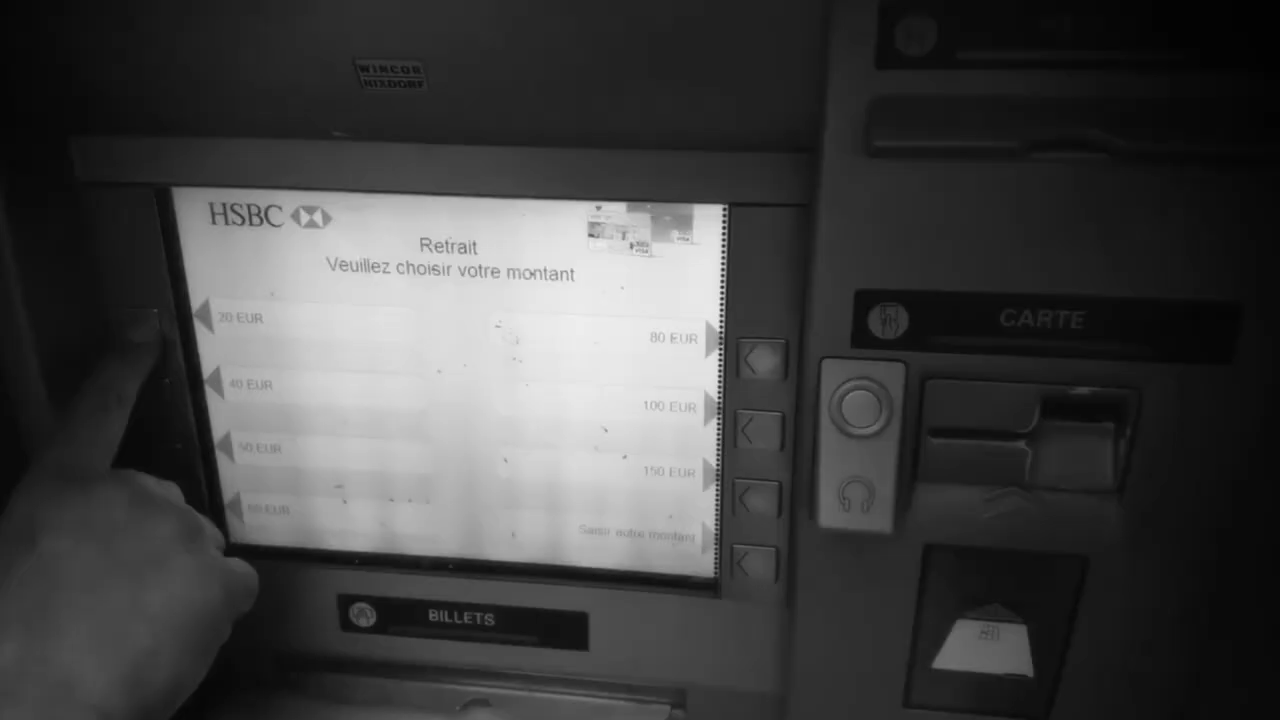 WINCOR
NIXDORF
HSBC
Retrait
Veuillez choisir votre montant
20 EUR
80 EUR
40 EUR
100 EUR
50 EUR
150 EUR
60 EUR
Saisir autre montant
CARTE
BILLETS